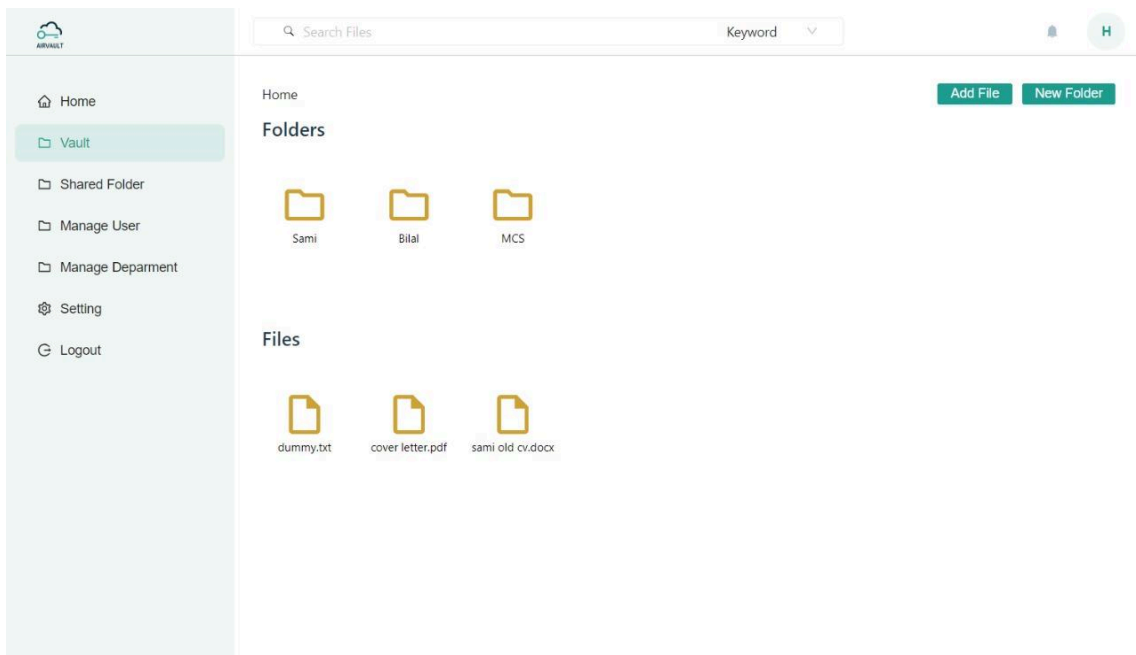 AIRVAULT
Search Files
Keyword
H
Home
Vault
Shared Folder
Manage User
Manage Deparment
Setting
Logout
Home
Add File
New Folder
Folders
Sami
Bilal
MCS
Files
dummy.txt
cover letter.pdf
sami old cv.docx